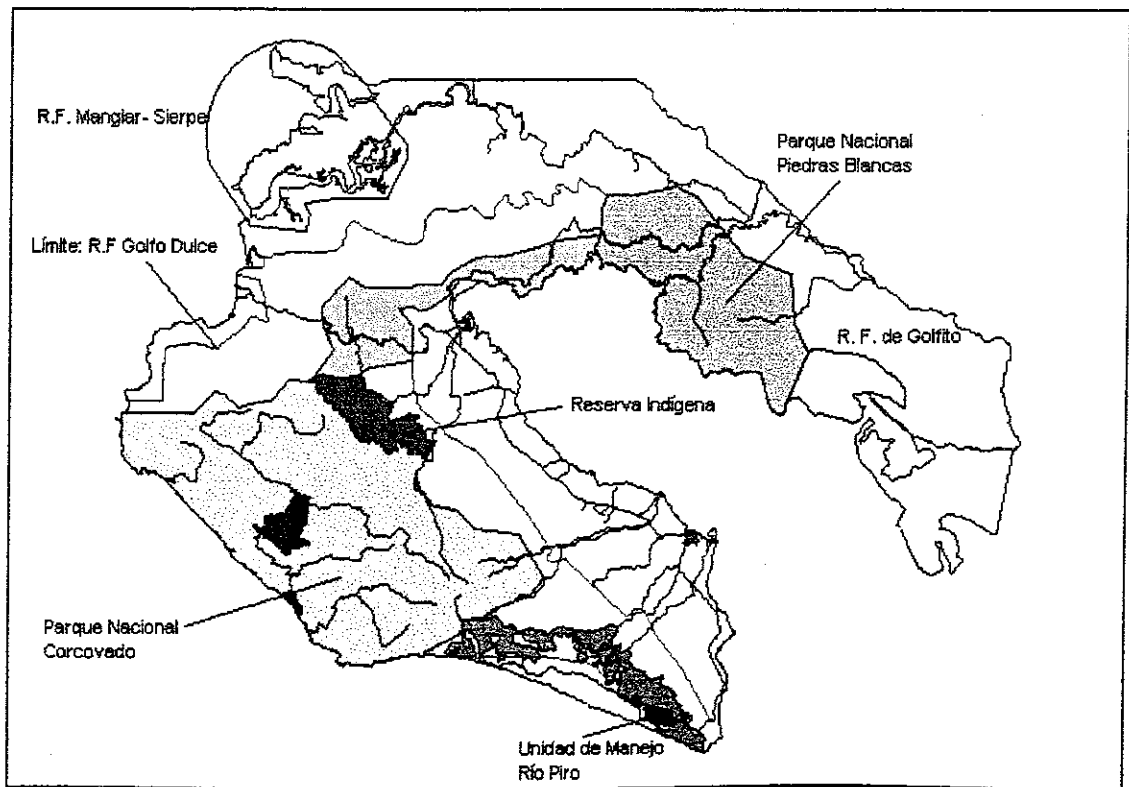 R.F. Manglar- Sierpe
Parque Nacional
Piedras Blancas
Límite: R.F Golfo Dulce
R. F. de Golfito
Reserva Indígena
Parque Nacional
Corcovado
Unidad de Manejo
Río Piro